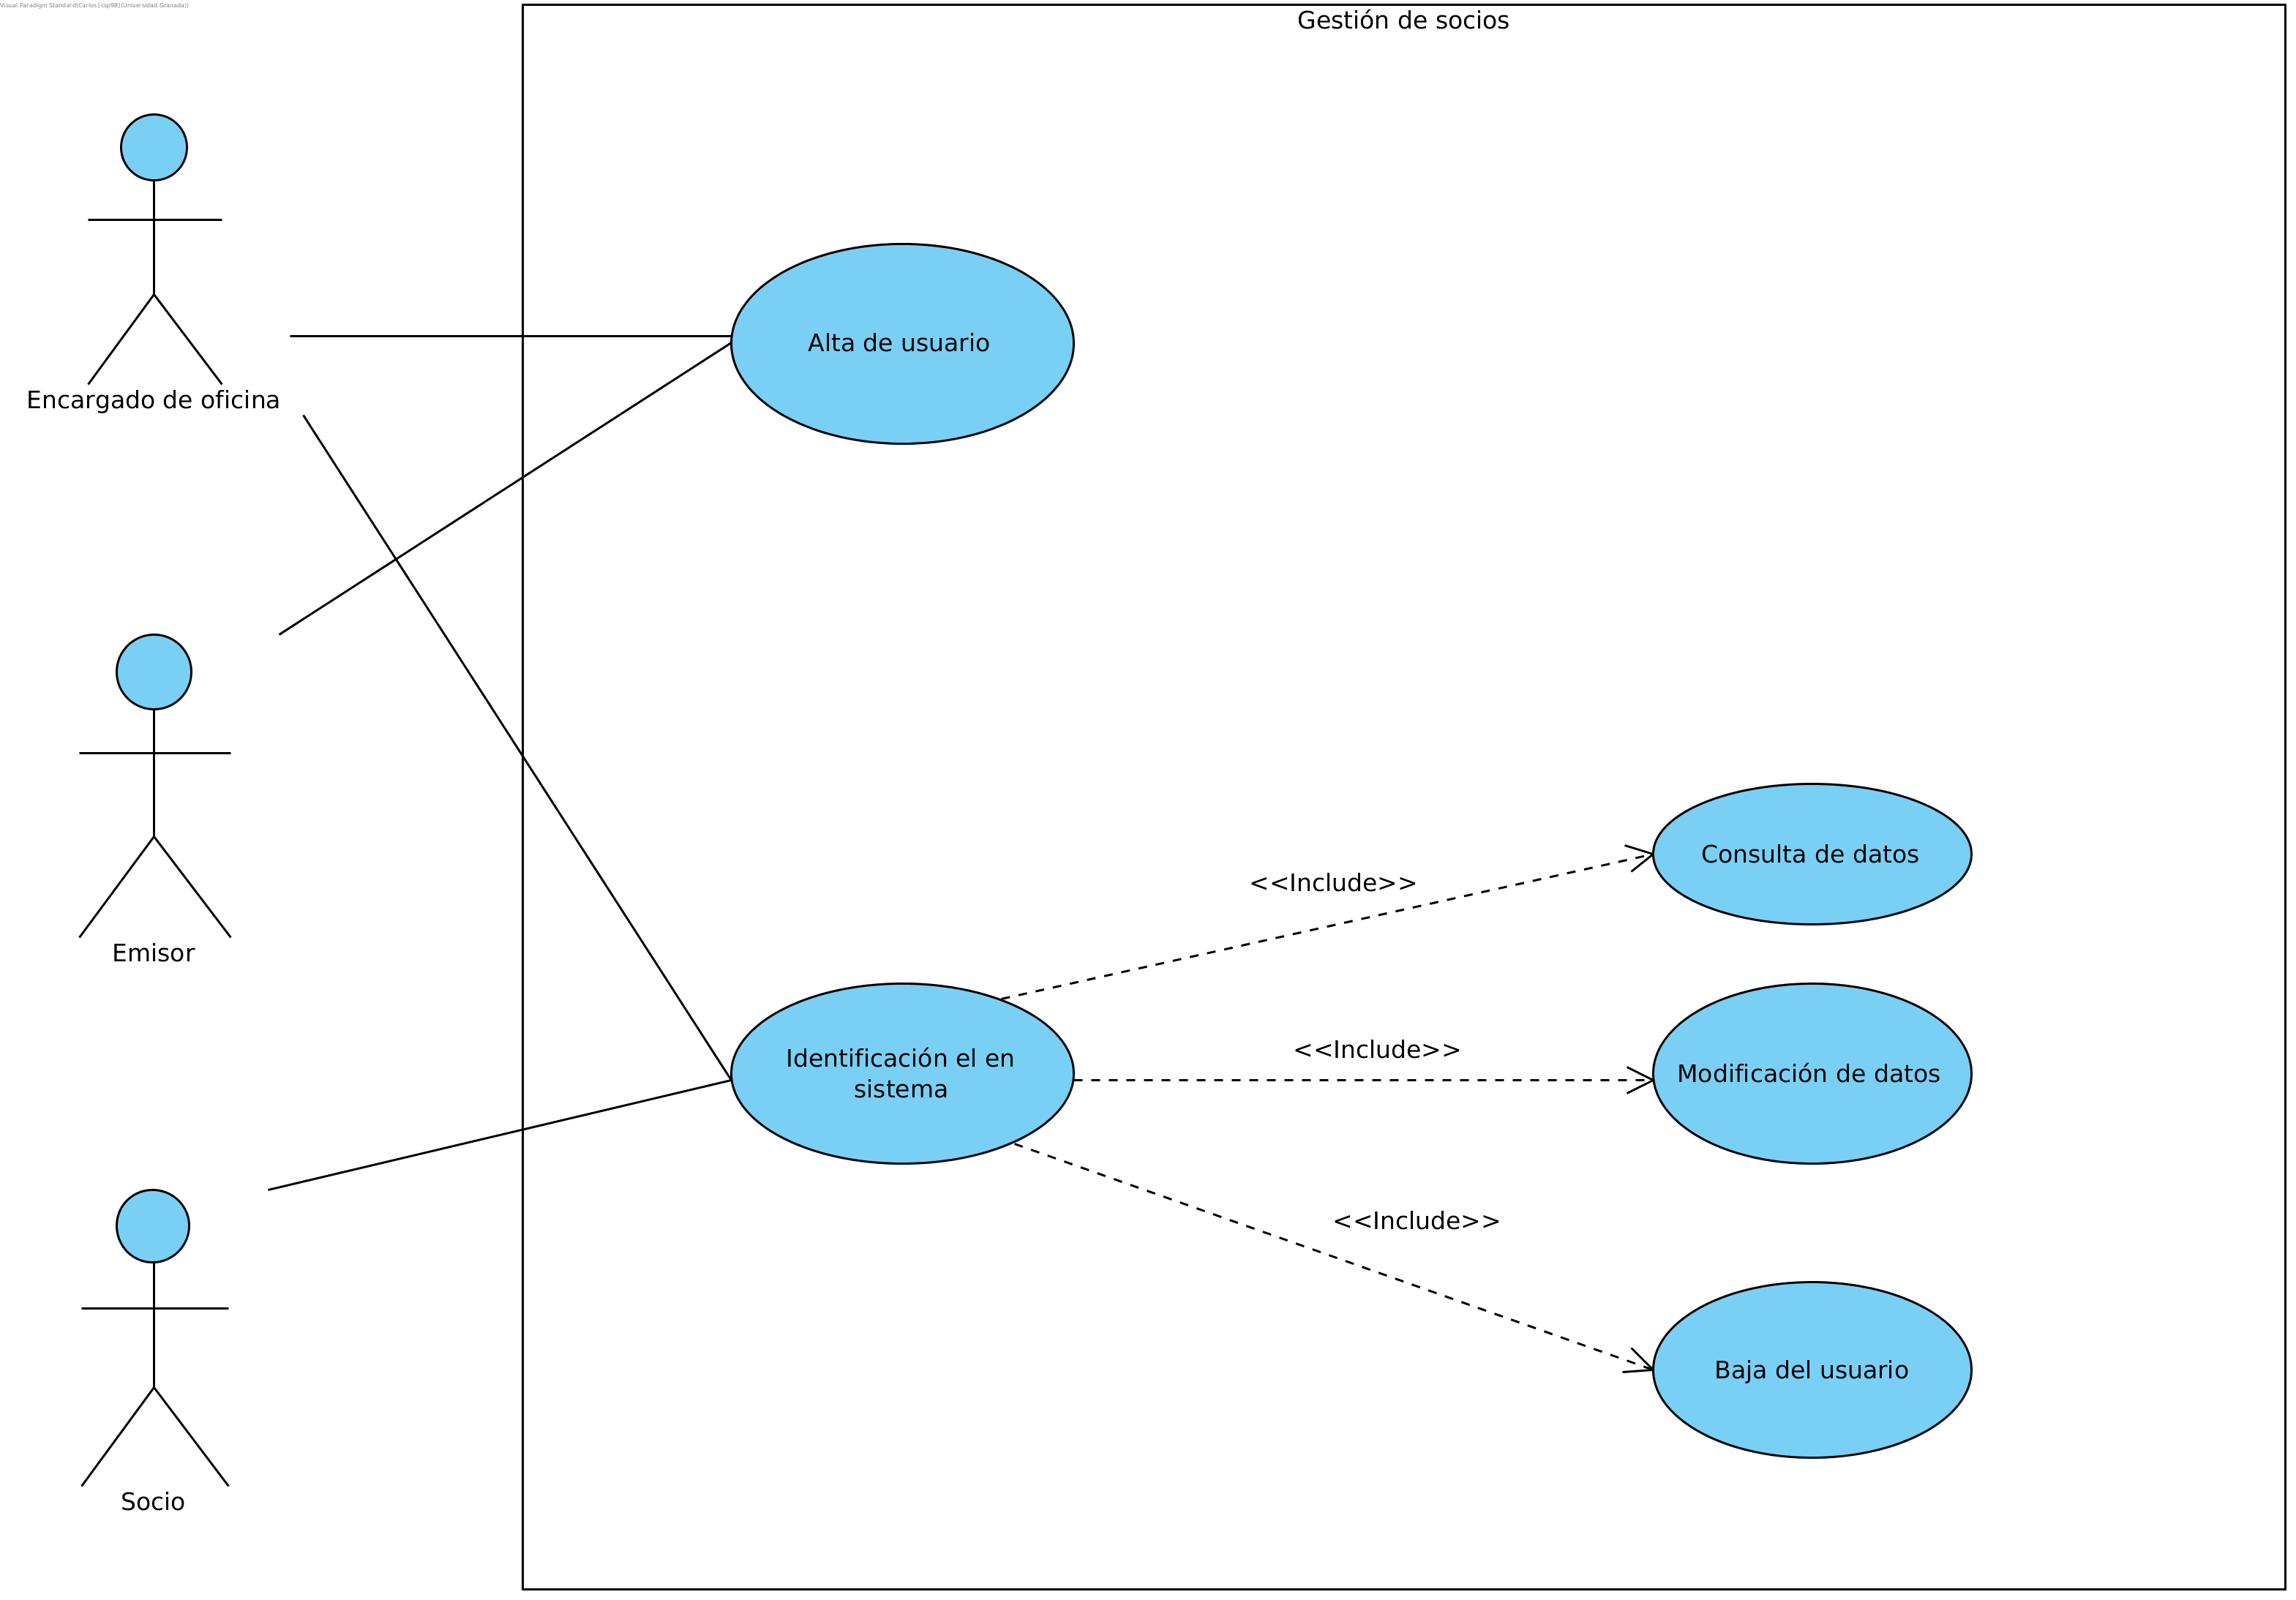 Visual Paradigm Standard(Carlos [csp98](Universidad Granada))
Gestión de socios
Alta de usuario
Encargado de oficina
Consulta de datos
<<Include>>
Emisor
<<Include>>
Identificación el en
sistema
Modificación de datos
<<Include>>
Baja del usuario
Socio